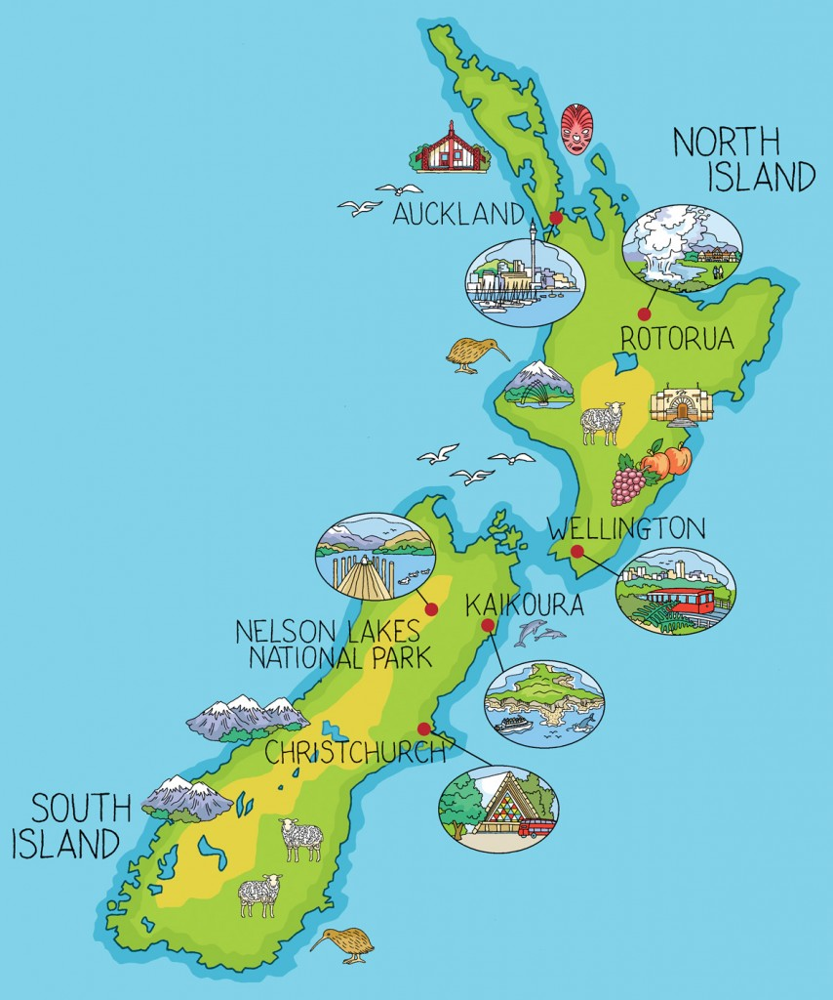 NORTH
ISLAND
AUCKLAND
ROTORUA
WELLINGTON
KAIKOURA
NELSON LAKES
NATIONAL PARK
CHRISTCHURCH
SOUTH
ISLAND